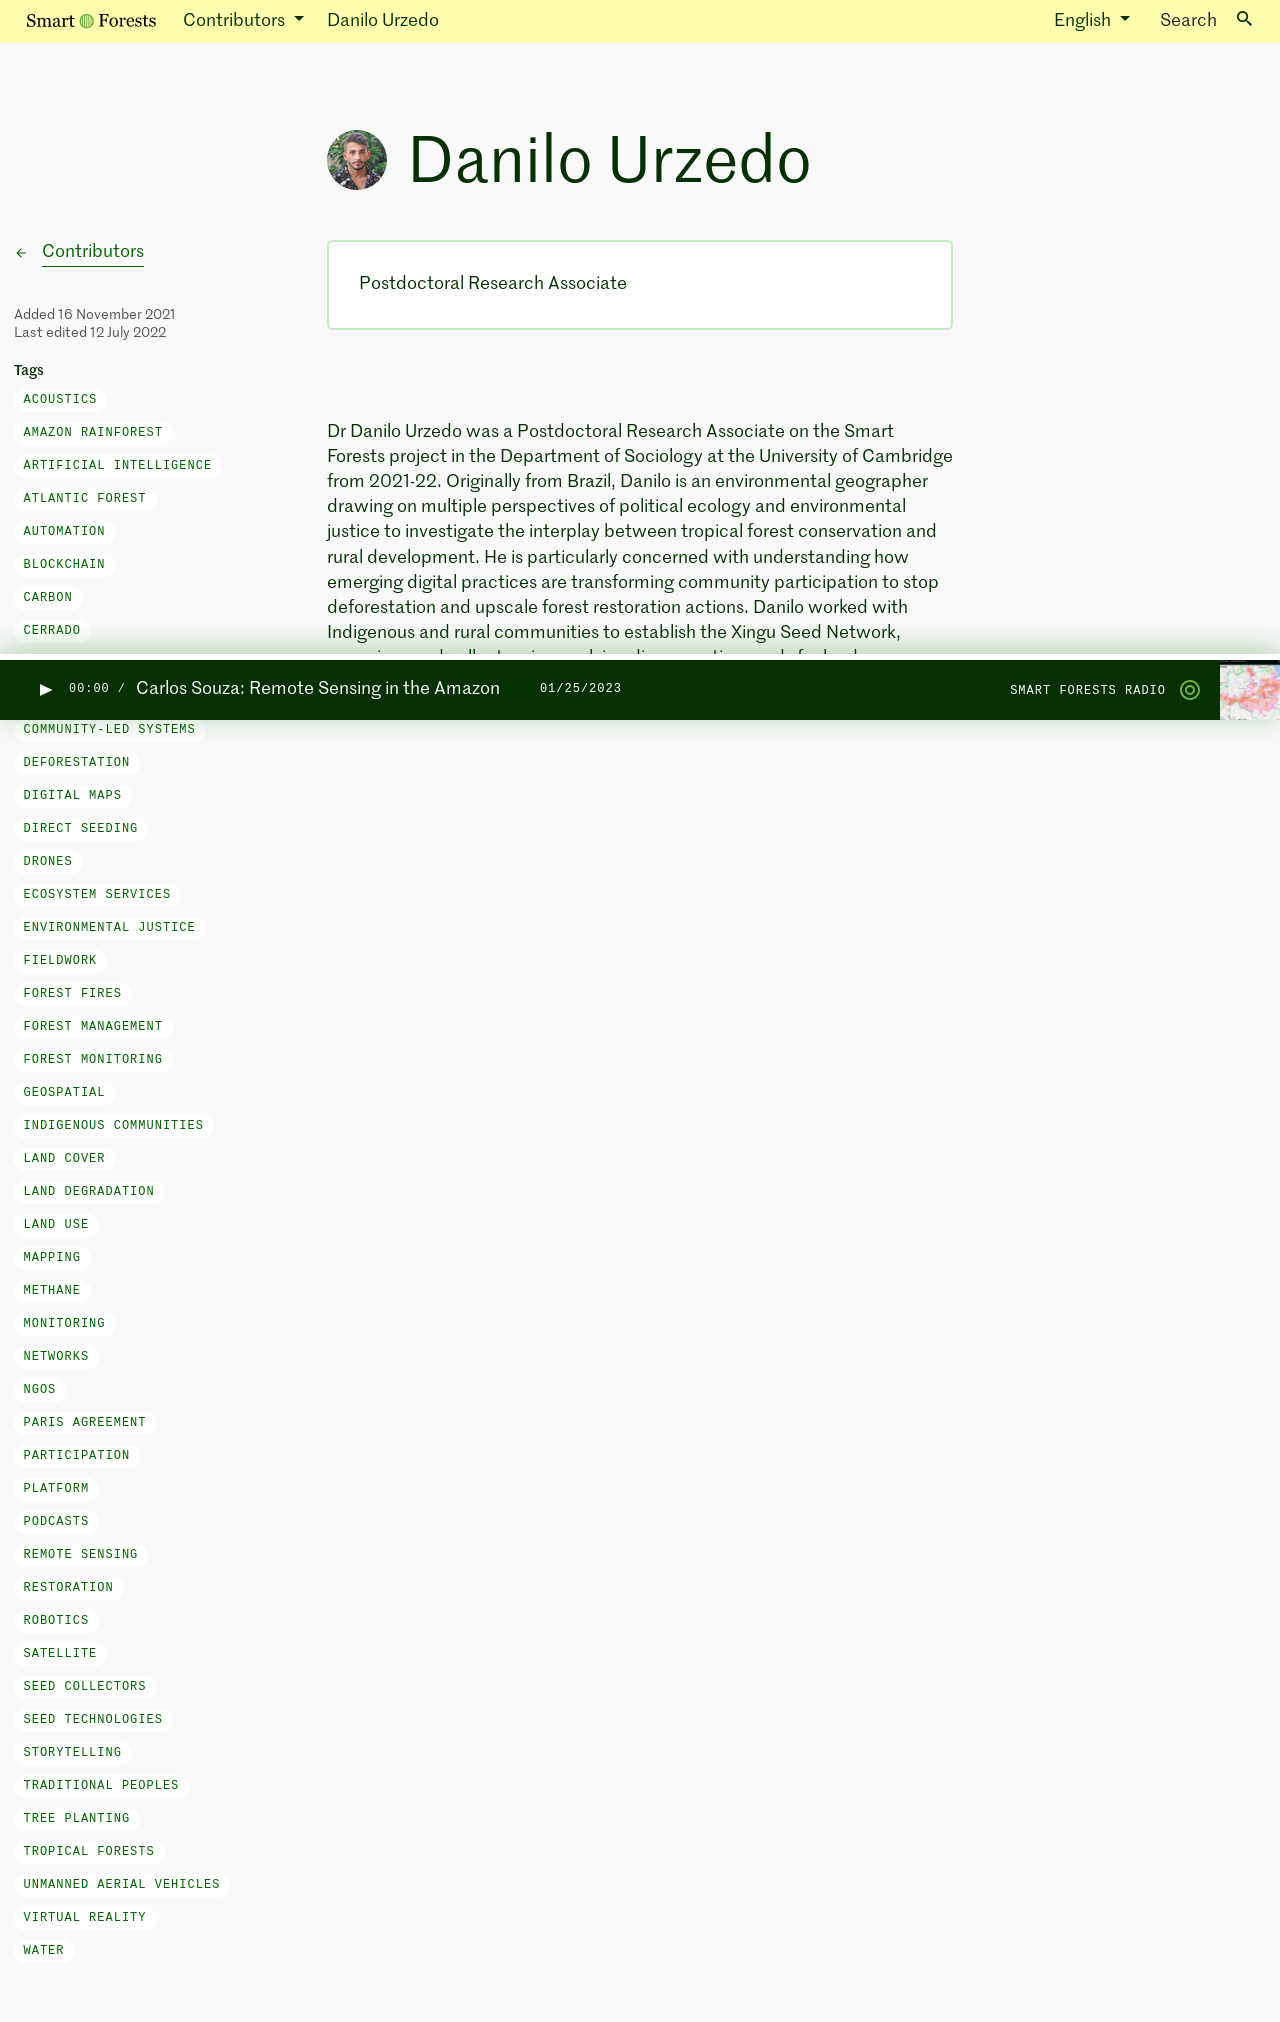 Smart Forests Contributors Danilo Urzedo English Search
Danilo Urzedo
Contributors
Postdoctoral Research Associate
Added 16 November 2021
Last edited 12 July 2022
Tags
ACOUSTICS
AMAZON RAINFOREST
ARTIFICIAL INTELLIGENCE
ATLANTIC FOREST
AUTOMATION
BLOCKCHAIN
CARBON
CERRADO
Dr Danilo Urzedo was a Postdoctoral Research Associate on the Smart
Forests project in the Department of Sociology at the University of Cambridge
from 2021-22. Originally from Brazil, Danilo is an environmental geographer
drawing on multiple perspectives of political ecology and environmental
justice to investigate the interplay between tropical forest conservation and
rural development. He is particularly concerned with understanding how
emerging digital practices are transforming community participation to stop
deforestation and upscale forest restoration actions. Danilo worked with
Indigenous and rural communities to establish the Xingu Seed Network,
00:00 / Carlos Souza: Remote Sensing in the Amazon 01/25/2023 SMART FORESTS RADIO
COMMUNITY-LED SYSTEMS
DEFORESTATION
DIGITAL MAPS
DIRECT SEEDING
DRONES
ECOSYSTEM SERVICES
ENVIRONMENTAL JUSTICE
FIELDWORK
FOREST FIRES
FOREST MANAGEMENT
FOREST MONITORING
GEOSPATIAL
INDIGENOUS COMMUNITIES
LAND COVER
LAND DEGRADATION
LAND USE
MAPPING
METHANE
MONITORING
NETWORKS
NGOS
PARIS AGREEMENT
PARTICIPATION
PLATFORM
PODCASTS
REMOTE SENSING
RESTORATION
ROBOTICS
SATELLITE
SEED COLLECTORS
SEED TECHNOLOGIES
STORYTELLING
TRADITIONAL PEOPLES
TREE PLANTING
TROPICAL FORESTS
UNMANNED AERIAL VEHICLES
VIRTUAL REALITY
WATER